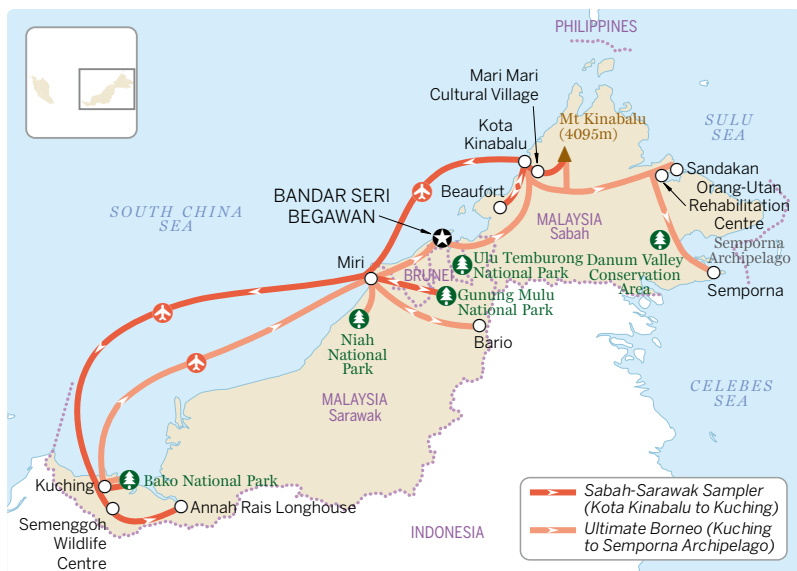 PHILIPPINES
Mari Mari
Cultural Village
Mt Kinabalu
(4095m)
SULU
SEA
Kota
Kinabalu
Sandakan
Orang-Utan
Rehabilitation
Centre
Beaufort
BANDAR SERI
BEGAWAN
SOUTH CHINA
SEA
MALAYSIA
Sabah
Ulu Temburong
National Park
Danum Valley
Conservation
Area
Semporna
Archipelago
Semporna
Miri
BRUNEI
Gunung Mulu
National Park
Niah
National
Park
Bario
CELEBES
SEA
MALAYSIA
Sarawak
Kuching
Bako National Park
Annah Rais Longhouse
Semenggoh
Wildlife
Centre
INDONESIA
Sabah-Sarawak Sampler
(Kota Kinabalu to Kuching)
Ultimate Borneo (Kuching
to Semporna Archipelago)